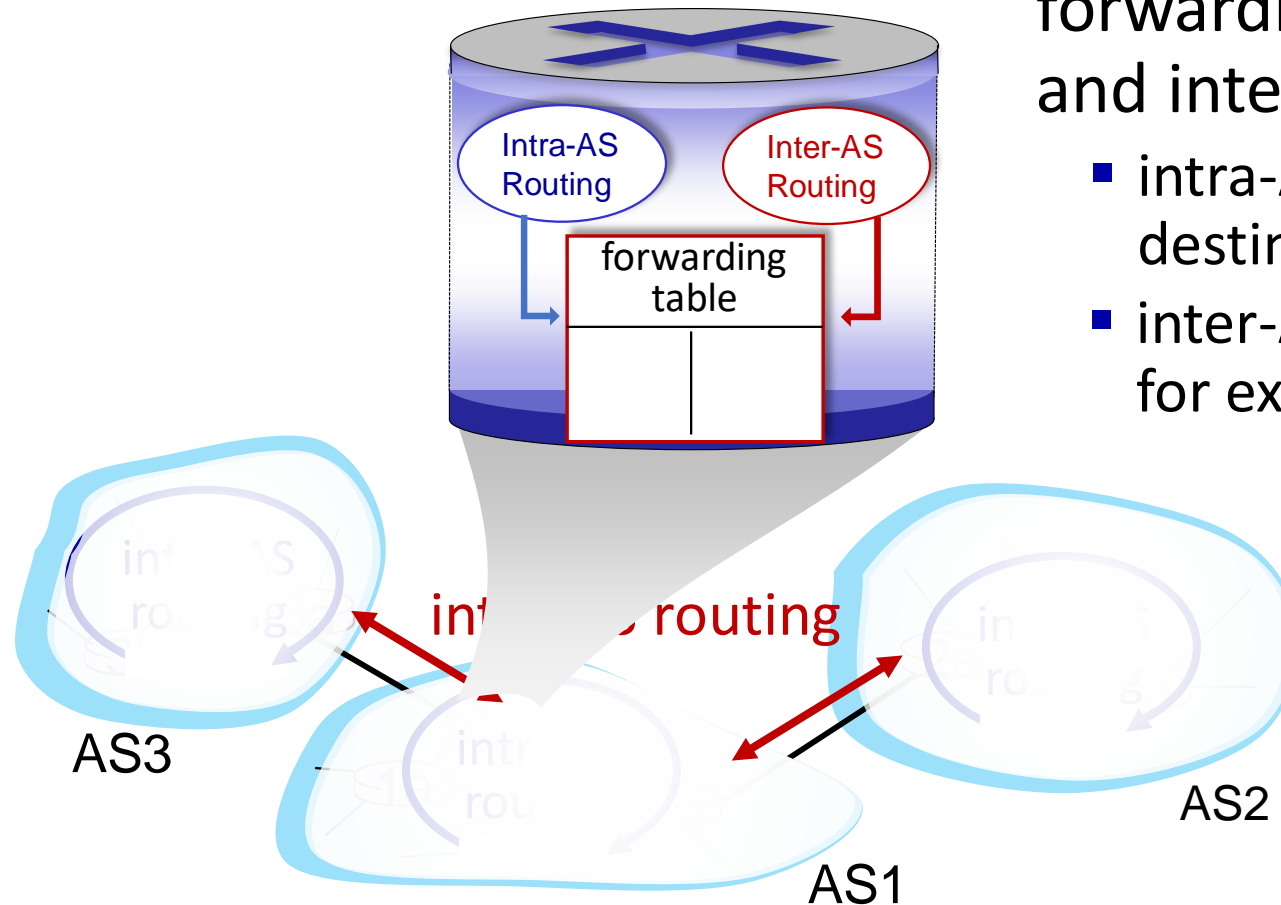 forwardi
and inte
Intra-AS
Routing
Inter-AS
Routing
intra-A
destin
inter-A
for ex
forwarding
table
routing
AS3
AS2
AS1